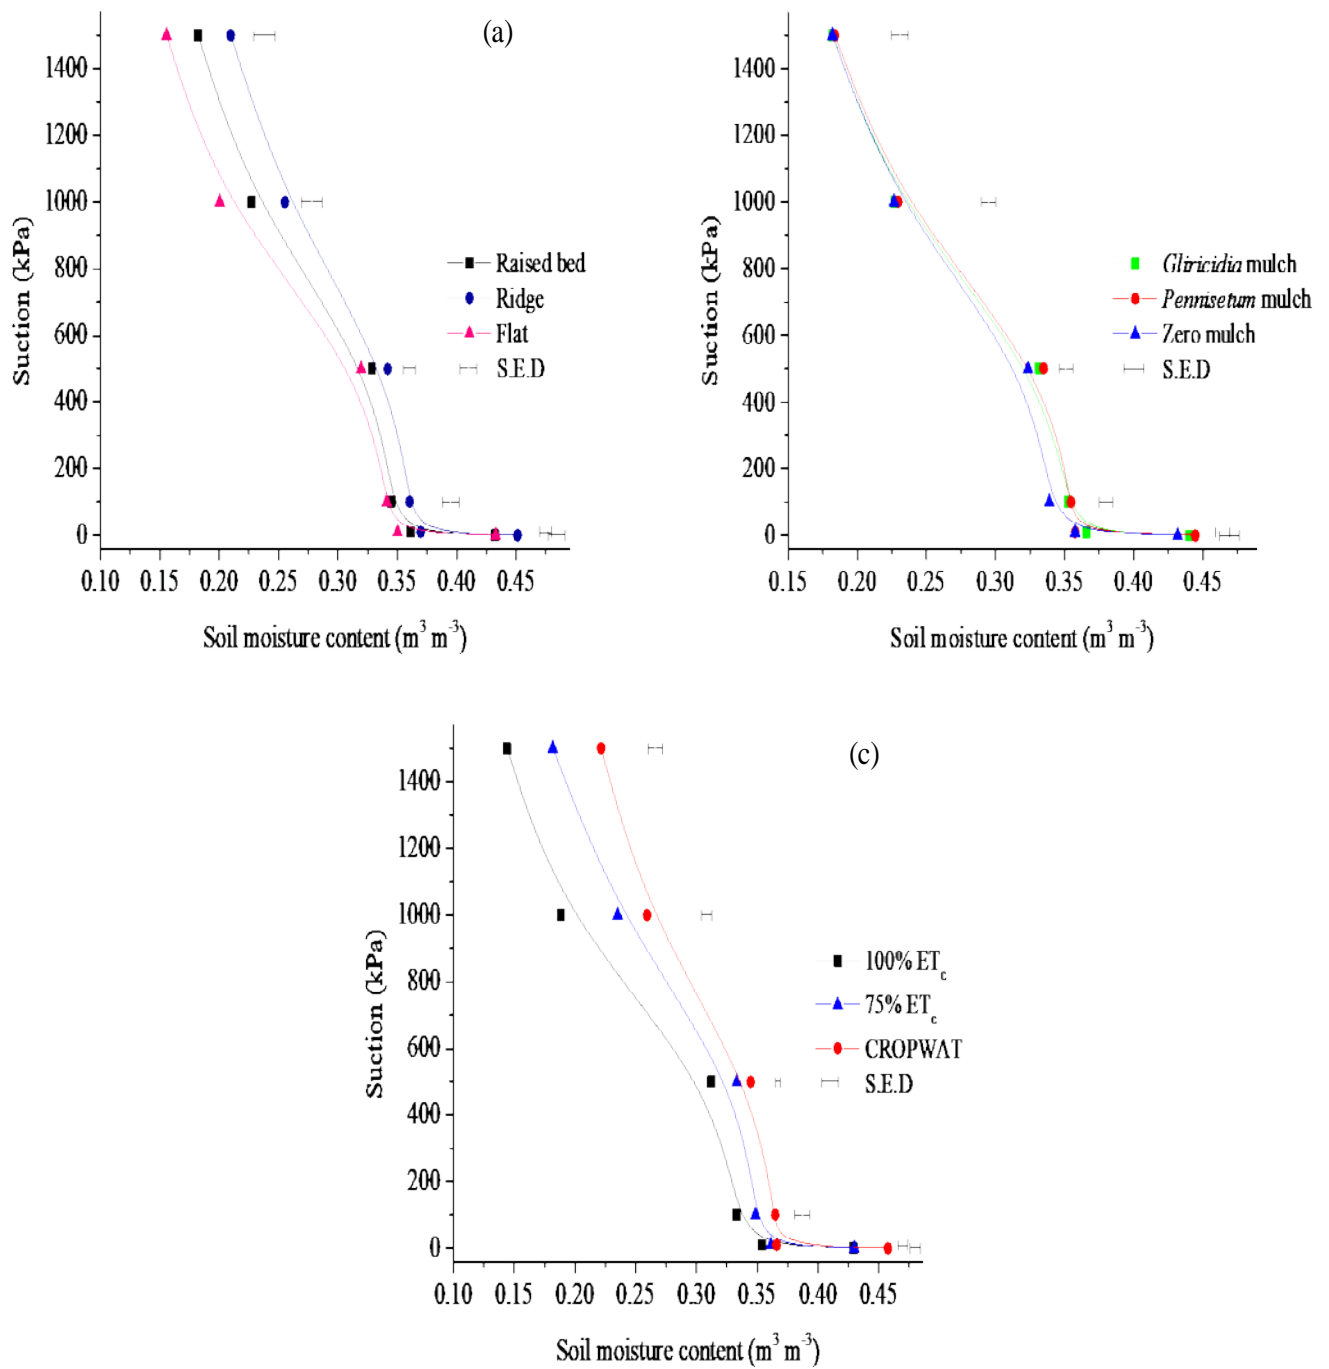 (a)
Suction (kPa)
1400
1200
1000
800
600
400
200
0
Raised bed
Ridge
Flat
S.E.D
0.10 0.15 0.20 0.25 0.30 0.35 0.40 0.45
Soil moisture content (m³ m⁻³)
Suction (kPa)
1400
1200
1000
800
600
400
200
0
Gliricidia mulch
Pennisetum mulch
Zero mulch
S.E.D
0.15 0.20 0.25 0.30 0.35 0.40 0.45
Soil moisture content (m³ m⁻³)
(c)
Suction (kPa)
1400
1200
1000
800
600
400
200
0
100% ETc
75% ETc
CROPWAT
S.E.D
0.10 0.15 0.20 0.25 0.30 0.35 0.40 0.45
Soil moisture content (m³ m⁻³)